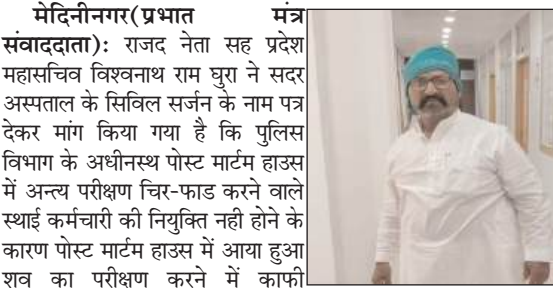 मेदिनीनगर(प्रभात मंत्र
संवाददाता): राजद नेता सह प्रदेश
महासचिव विश्वनाथ राम घुरा ने सदर
अस्पताल के सिविल सर्जन के नाम पत्र
देकर मांग किया गया है कि पुलिस
विभाग के अधीनस्थ पोस्ट मार्टम हाउस
में अन्त्य परीक्षण चिर-फाड करने वाले
स्थाई कर्मचारी की नियुक्ति नही होने के
कारण पोस्ट मार्टम हाउस में आया हुआ
शव का परीक्षण करने में काफी